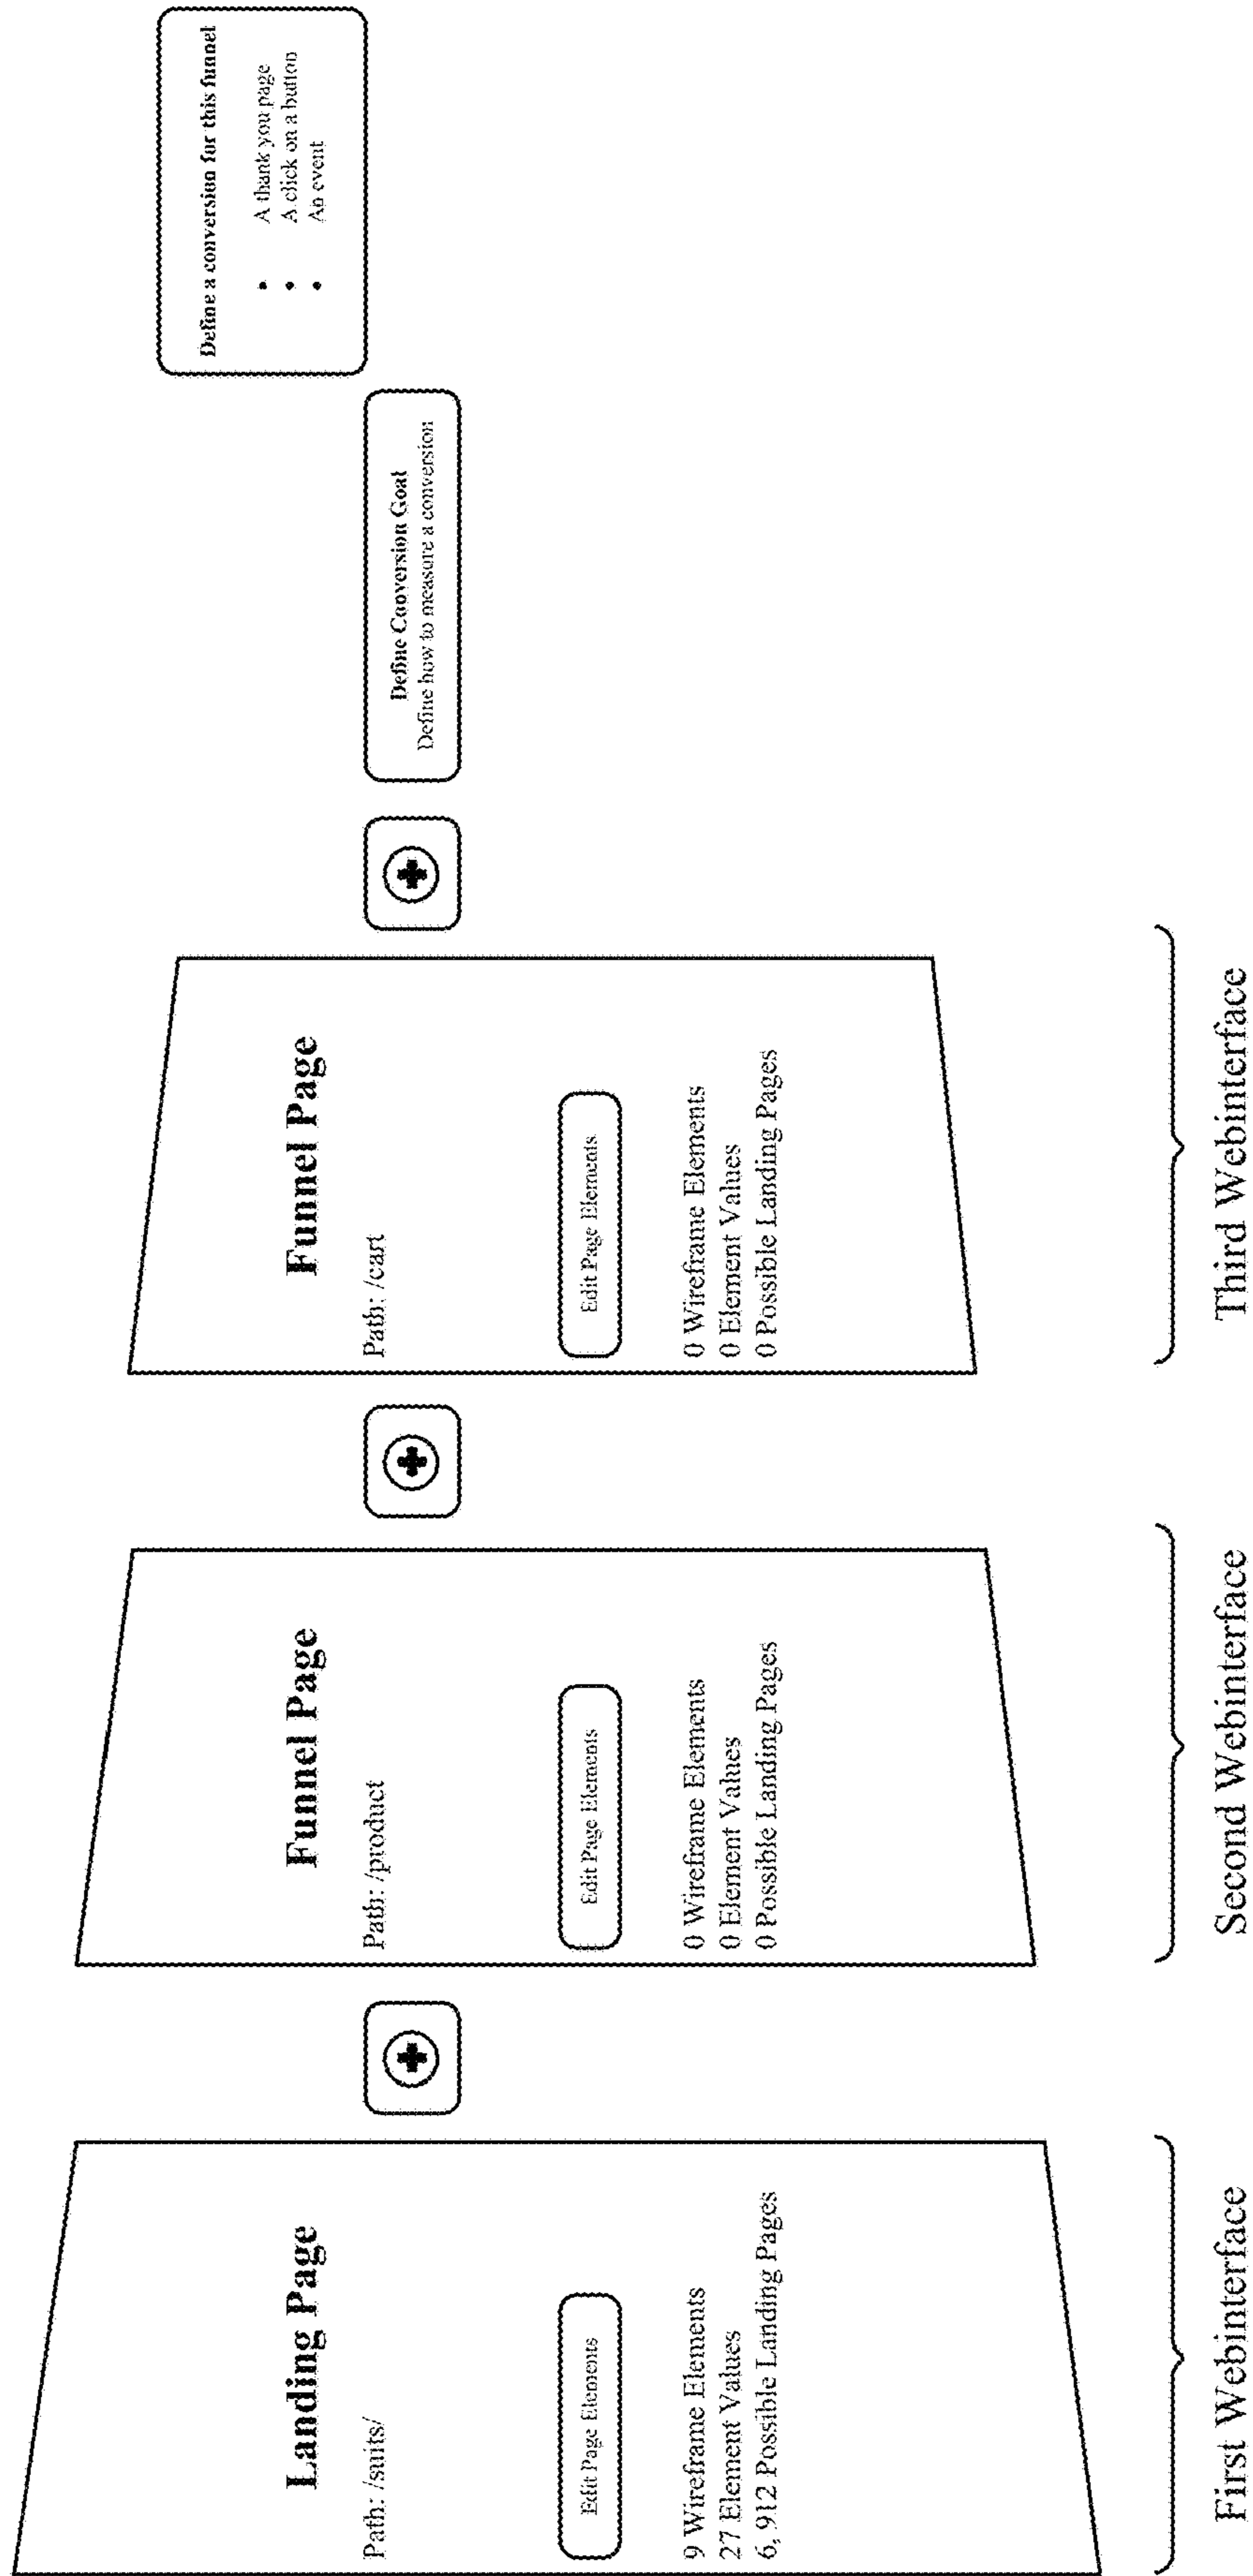 Landing Page
Path: /suits/
Edit Page Elements
9 Wireframe Elements
27 Element Values
6, 912 Possible Landing Pages
First Webinterface
Funnel Page
Path: /product
Edit Page Elements
0 Wireframe Elements
0 Element Values
0 Possible Landing Pages
Second Webinterface
Funnel Page
Path: /cart
Edit Page Elements
0 Wireframe Elements
0 Element Values
0 Possible Landing Pages
Third Webinterface
Define Conversion Goal
Define how to measure a conversion
Define a conversion for this funnel
• A thank you page
• A click on a button
• An event